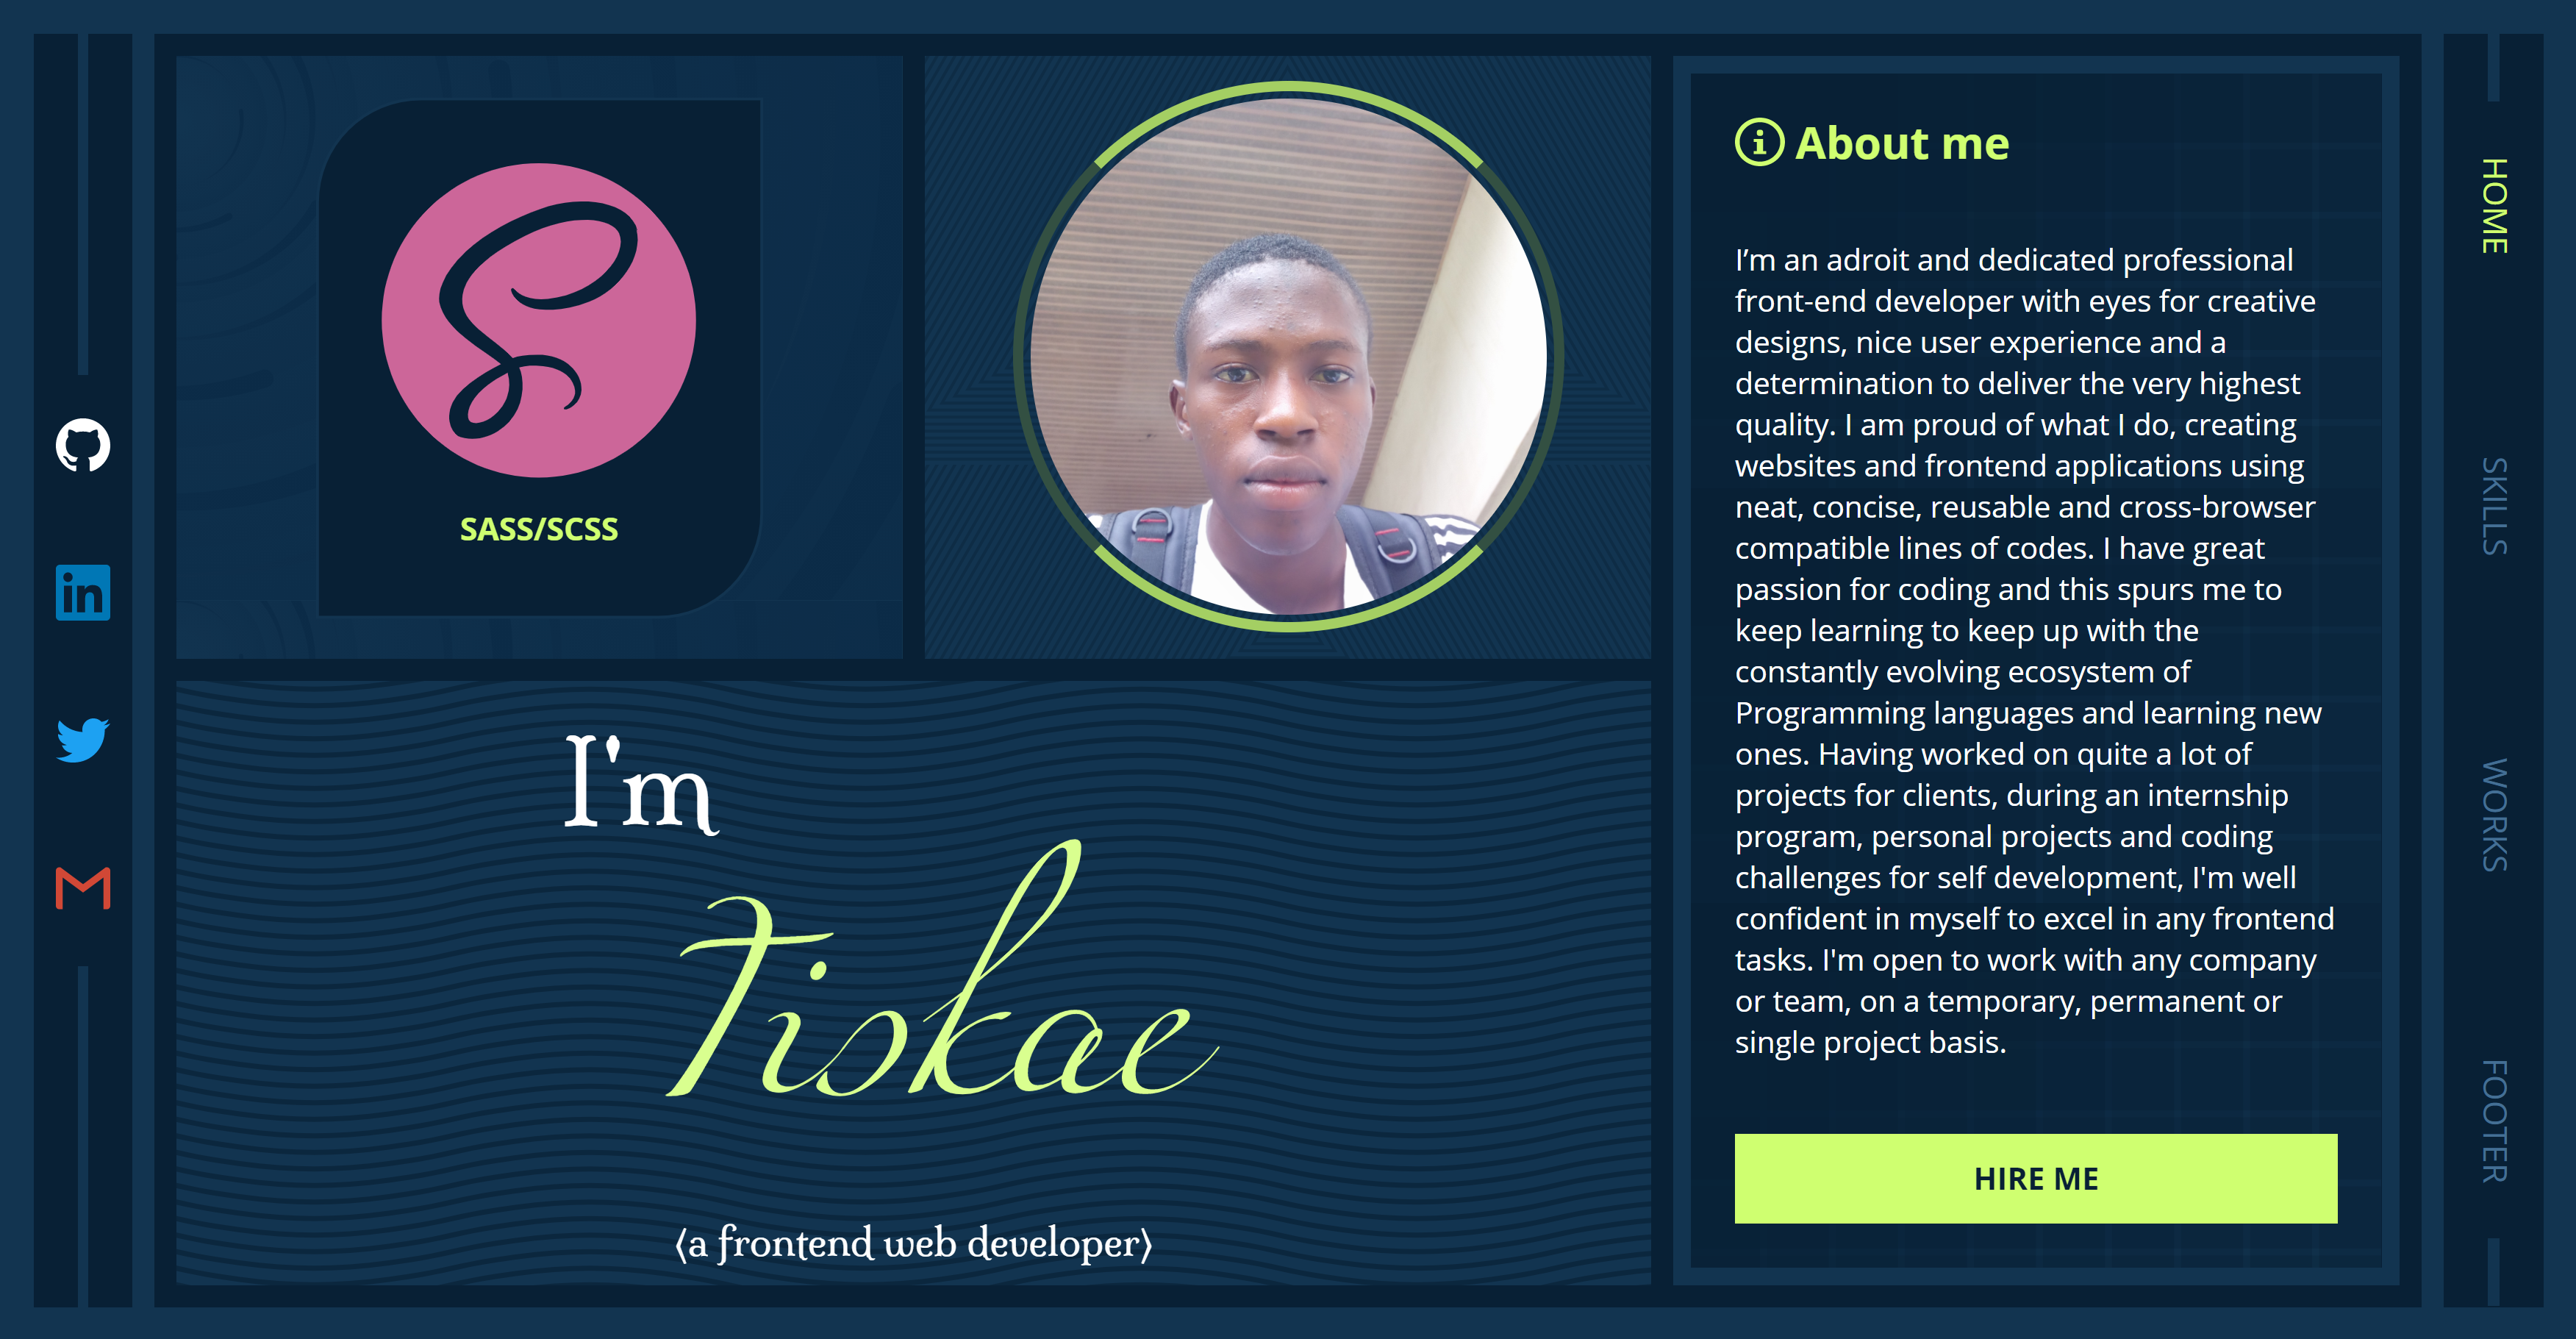 SASS/SCSS
I'm
Tiskae
⟨a frontend web developer⟩
About me
I’m an adroit and dedicated professional
front-end developer with eyes for creative
designs, nice user experience and a
determination to deliver the very highest
quality. I am proud of what I do, creating
websites and frontend applications using
neat, concise, reusable and cross-browser
compatible lines of codes. I have great
passion for coding and this spurs me to
keep learning to keep up with the
constantly evolving ecosystem of
Programming languages and learning new
ones. Having worked on quite a lot of
projects for clients, during an internship
program, personal projects and coding
challenges for self development, I'm well
confident in myself to excel in any frontend
tasks. I'm open to work with any company
or team, on a temporary, permanent or
single project basis.
HIRE ME
HOME
SKILLS
WORKS
FOOTER